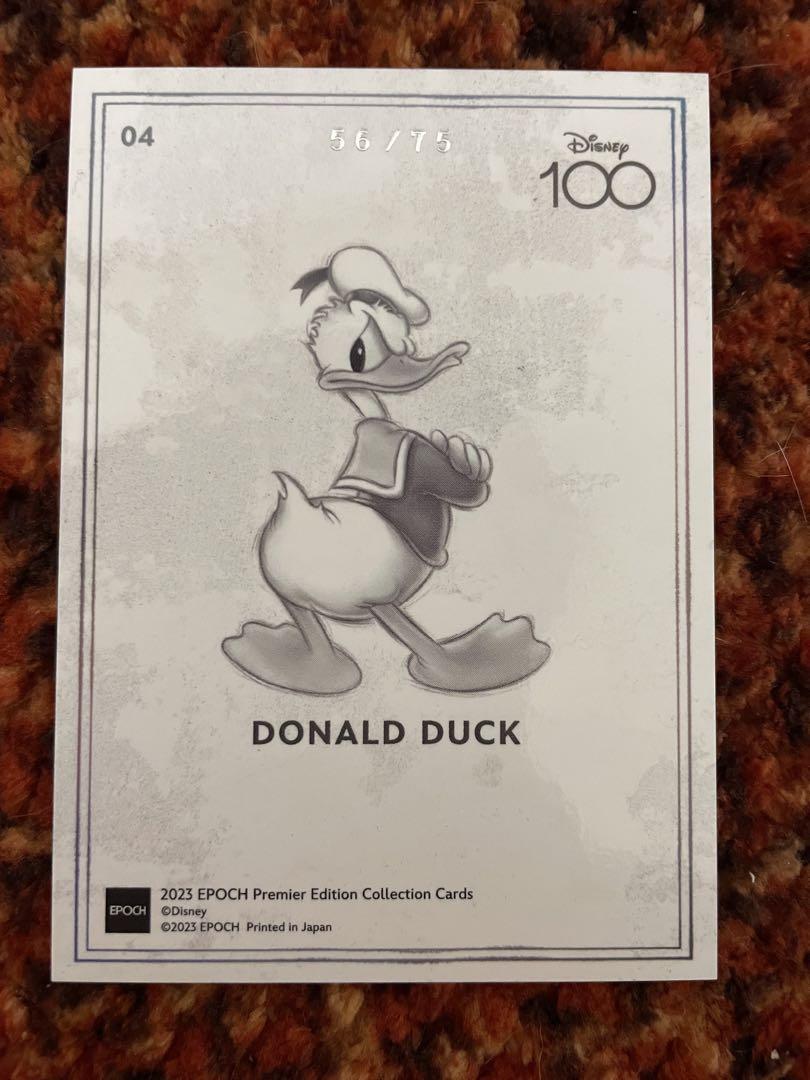 04
56/75
Disney
100
DONALD DUCK
EPOCH
2023 EPOCH Premier Edition Collection Cards
©Disney
©2023 EPOCH Printed in Japan